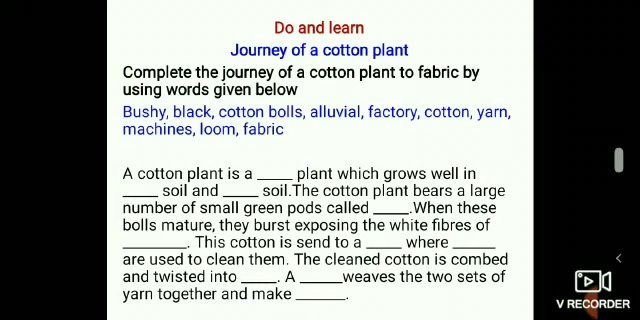 Do and learn
Journey of a cotton plant
Complete the journey of a cotton plant to fabric by
using words given below
Bushy, black, cotton bolls, alluvial, factory, cotton, yarn,
machines, loom, fabric
A cotton plant is a _____ plant which grows well in
_____ soil and _____ soil.The cotton plant bears a large
number of small green pods called _____.When these
bolls mature, they burst exposing the white fibres of
_________. This cotton is send to a _____ where ______
are used to clean them. The cleaned cotton is combed
and twisted into _____. A ______weaves the two sets of
yarn together and make _______.
V RECORDER